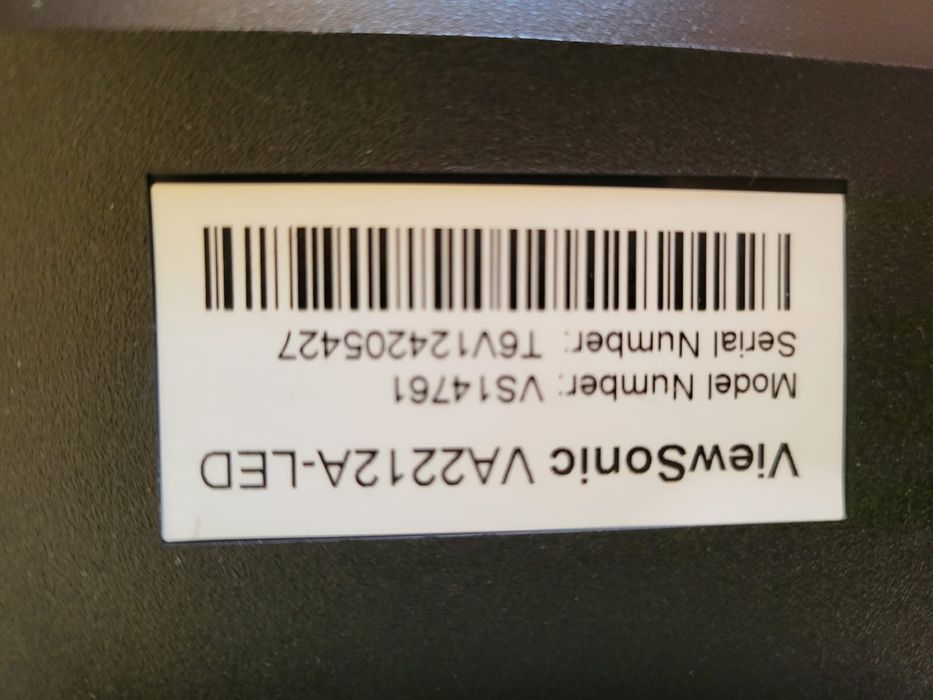 ViewSonic VA2212A-LED
Model Number: VS14761
Serial Number: T6V124205427